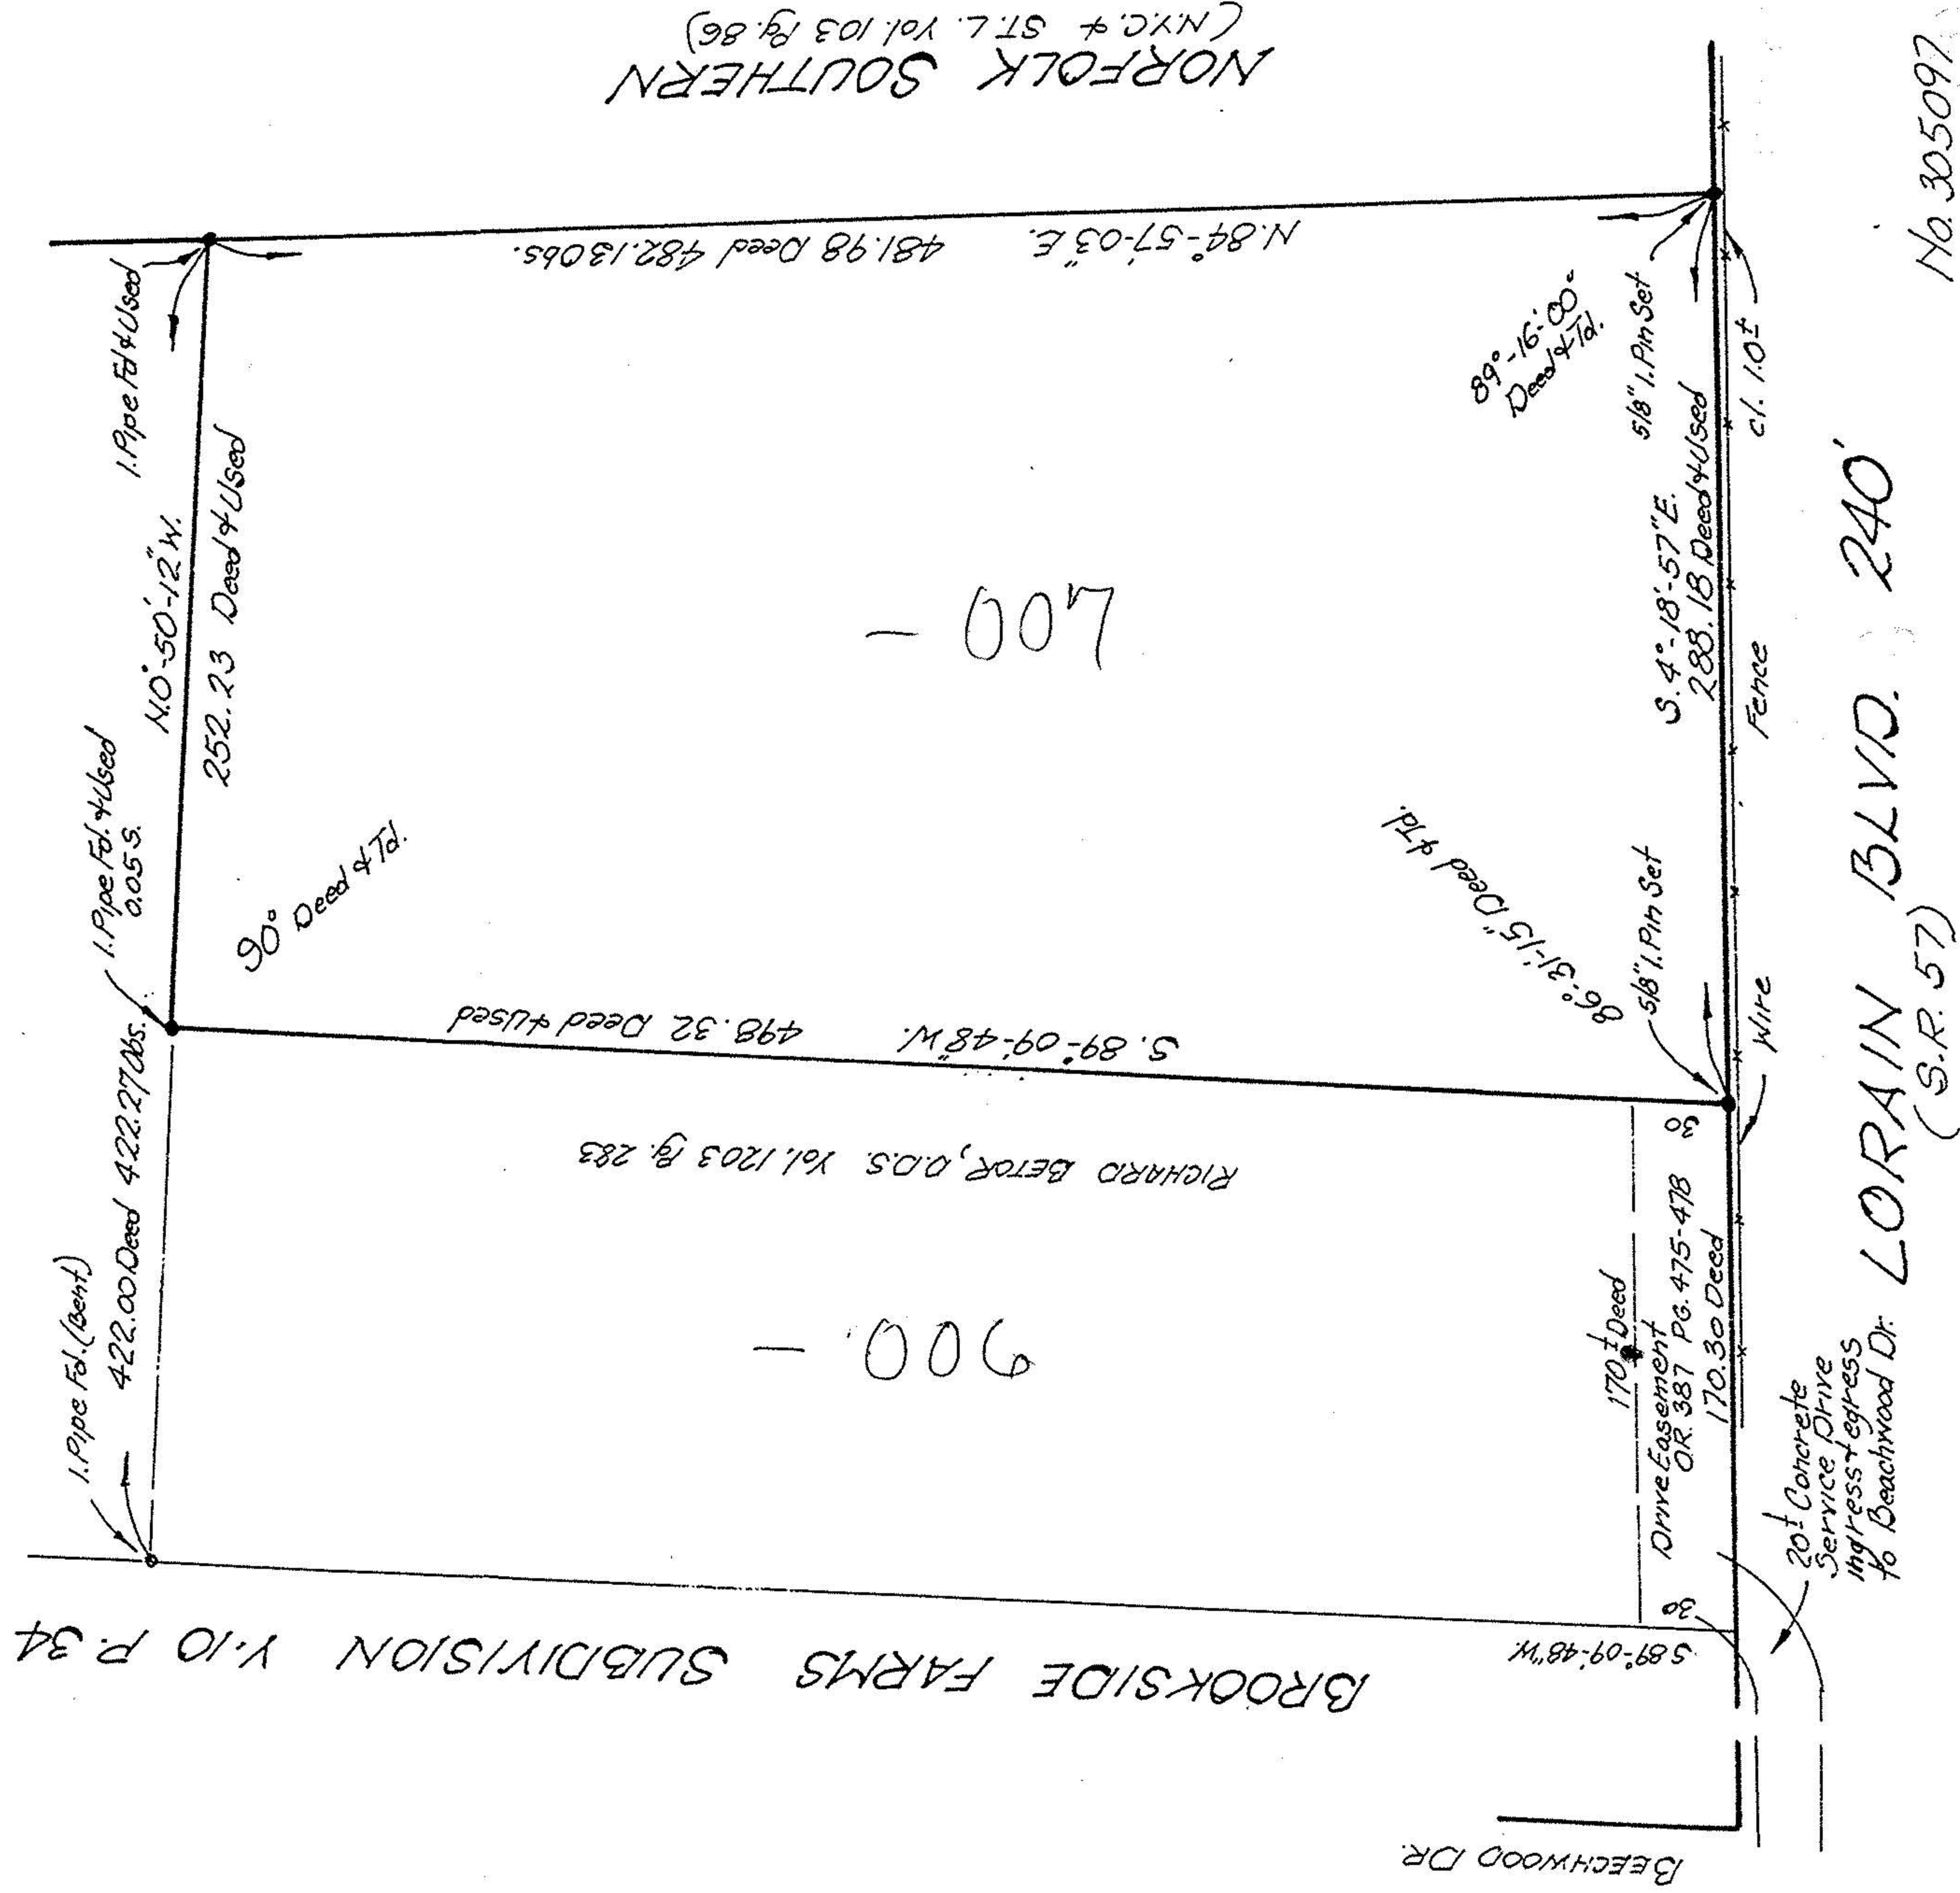 (N.Y.C. & ST. L. Vol. 103 Pg. 86)
NORFOLK SOUTHERN
No. 305097
N. 84°-57'-03" E. 481.98 Deed 482.13 Obs.
I. Pipe Fd & Used
N. 0°-50'-12" W.
252.23 Deed & Used
I. Pipe Fd. & Used
0.05 S.
90° Deed & Td.
89°-16'-00"
Deed & Td.
5/8" I. Pin Set
S. 4°-18'-57" E.
288.18 Deed & Used
cl. 1.0±
Fence
Wire
- 007
86°-31'-15" Deed & Td.
5/8" I. Pin Set
S. 89°-09'-48" W. 498.32 Deed & Used
RICHARD BETOR, D.D.S. Vol. 1203 Pg. 283
422.00 Deed 422.27 Obs.
I. Pipe Fd. (Bent)
- 006
170± Deed
30
30
Drive Easement
O.R. 387 PG. 475-478
170.30 Deed
S 89°-09'-48" W.
20± Concrete
Service Drive
ingress & egress
to Beachwood Dr.
LORAIN BLVD. 240'
(S.R. 57)
BROOKSIDE FARMS SUBDIVISION V.10 P.34
BEECHWOOD DR.